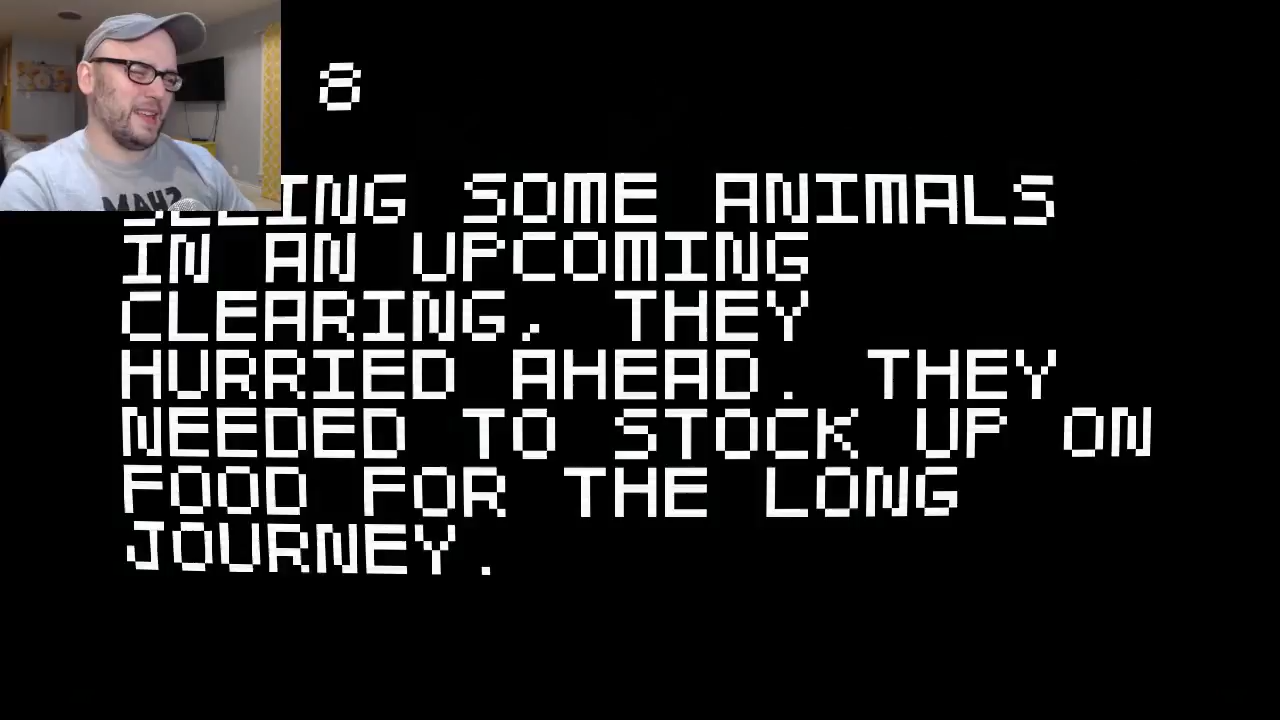 8
SEEING SOME ANIMALS
IN AN UPCOMING
CLEARING, THEY
HURRIED AHEAD. THEY
NEEDED TO STOCK UP ON
FOOD FOR THE LONG
JOURNEY.